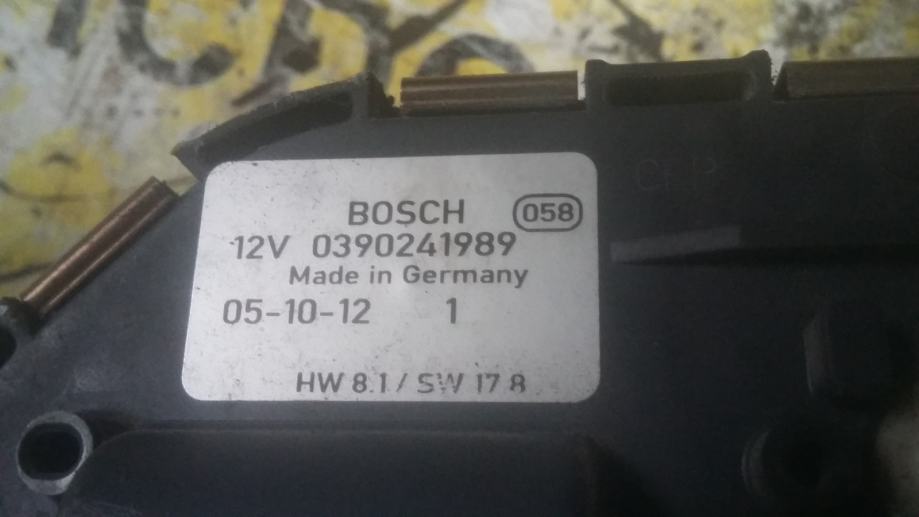 BOSCH 058
12V 0390241989
Made in Germany
05-10-12 1
HW 8.1 / SW 17.8